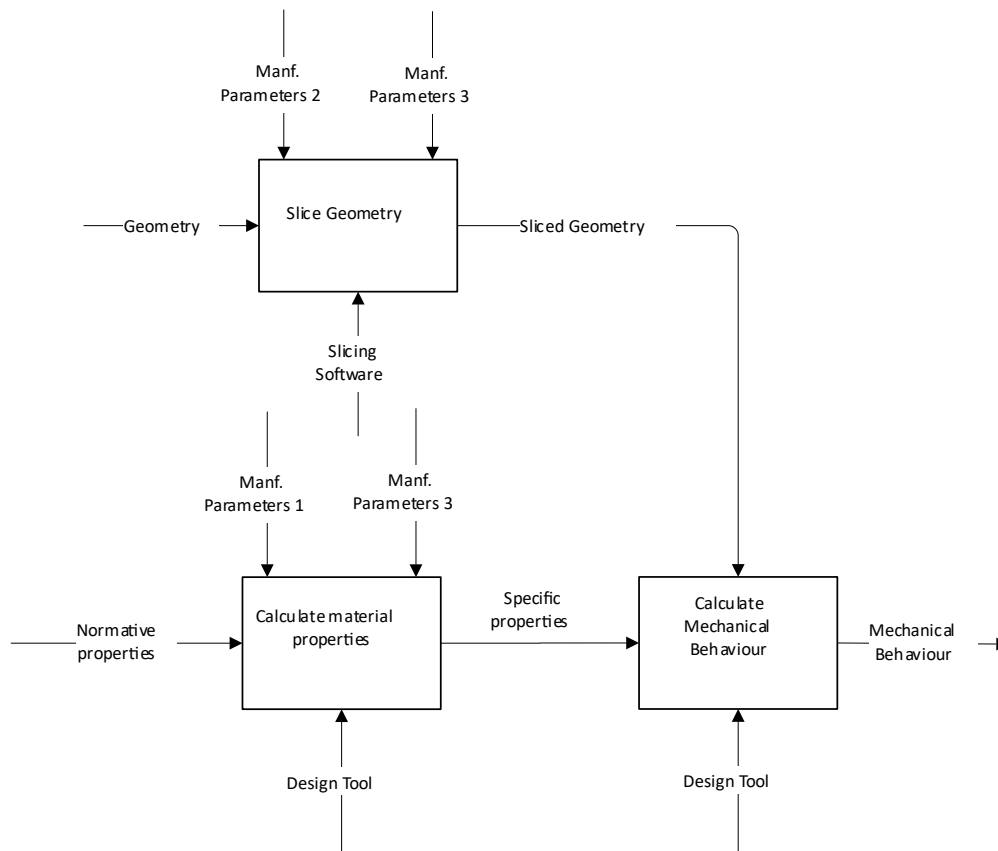 Manf.
Parameters 2
Manf.
Parameters 3
Slice Geometry
Geometry
Sliced Geometry
Slicing
Software
Manf.
Parameters 1
Manf.
Parameters 3
Calculate material
properties
Normative
properties
Specific
properties
Calculate
Mechanical
Behaviour
Mechanical
Behaviour
Design Tool
Design Tool